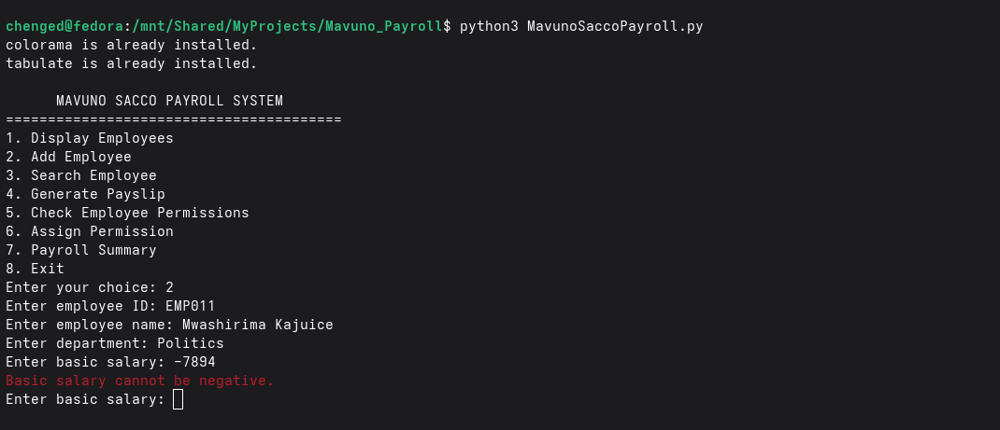 chenged@fedora:/mnt/Shared/MyProjects/Mavuno_Payroll$ python3 MavunoSaccoPayroll.py
colorama is already installed.
tabulate is already installed.
MAVUNO SACCO PAYROLL SYSTEM
========================================
1. Display Employees
2. Add Employee
3. Search Employee
4. Generate Payslip
5. Check Employee Permissions
6. Assign Permission
7. Payroll Summary
8. Exit
Enter your choice: 2
Enter employee ID: EMP011
Enter employee name: Mwashirima Kajuice
Enter department: Politics
Enter basic salary: -7894
Basic salary cannot be negative.
Enter basic salary: